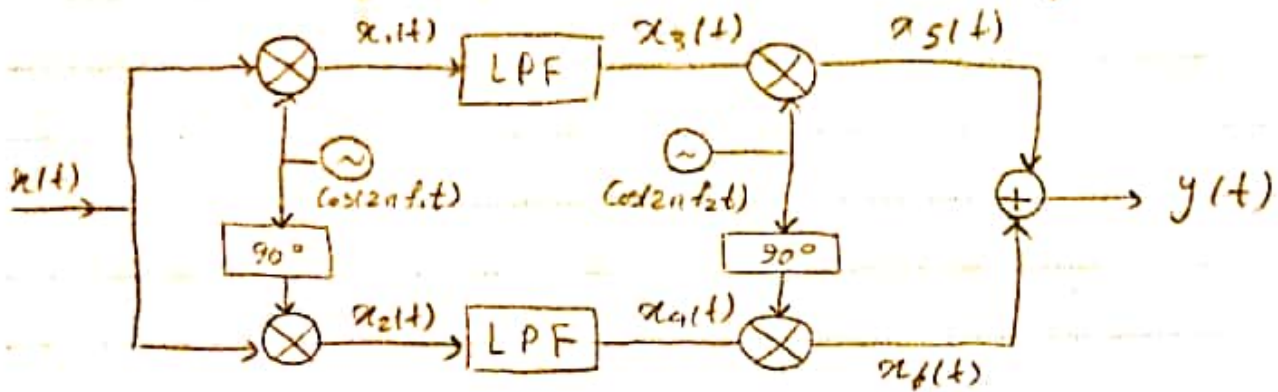 x₁(t) LPF x₃(t) x5(t)
x(t) ~ ~ + y(t)
Cos(2πf₁t) Cos(2πf₂t)
90° 90°
x₂(t) LPF x₄(t)
x₆(t)